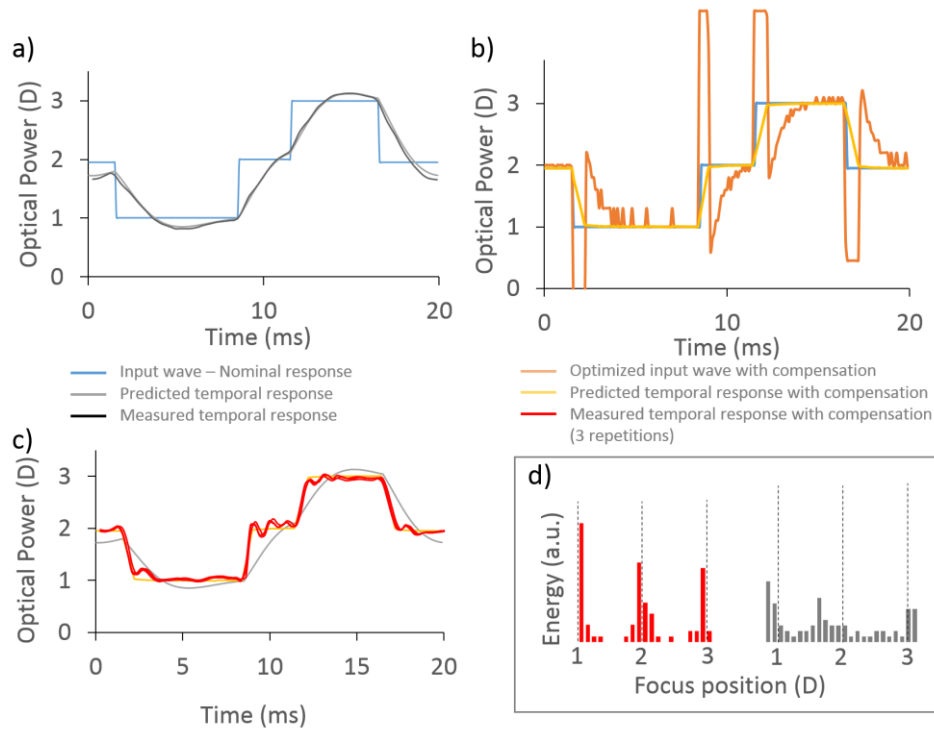 a)
Optical Power (D)
3
2
1
0
0
10
20
Time (ms)
Input wave – Nominal response
Predicted temporal response
Measured temporal response
b)
Optical Power (D)
3
2
1
0
0
10
20
Time (ms)
Optimized input wave with compensation
Predicted temporal response with compensation
Measured temporal response with compensation
(3 repetitions)
c)
Optical Power (D)
3
2
1
0
0
5
10
15
20
Time (ms)
d)
Energy (a.u.)
1
2
3
1
2
3
Focus position (D)